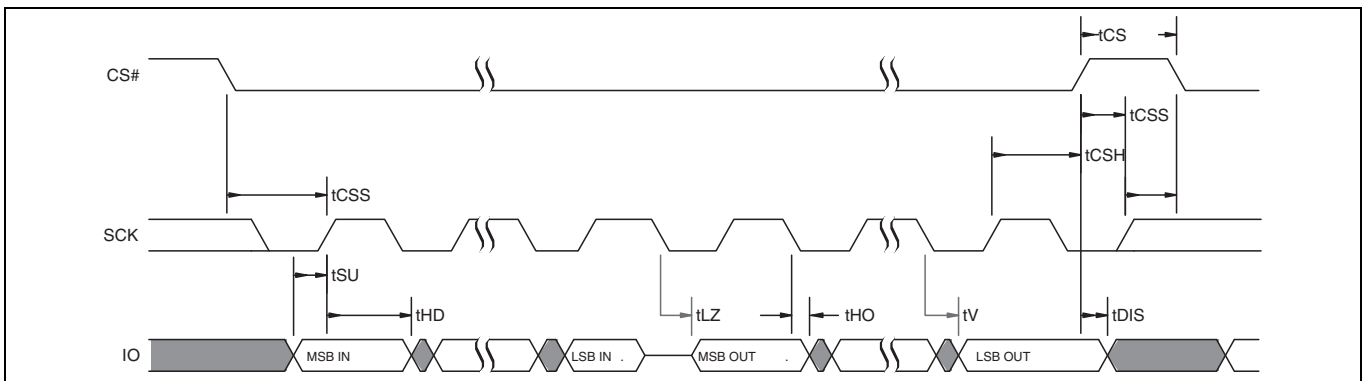 tCS
CS#
tCSS
tCSH
tCSS
SCK
tSU
tHD
tLZ
tHO
tV
tDIS
IO
MSB IN
LSB IN .
MSB OUT .
LSB OUT